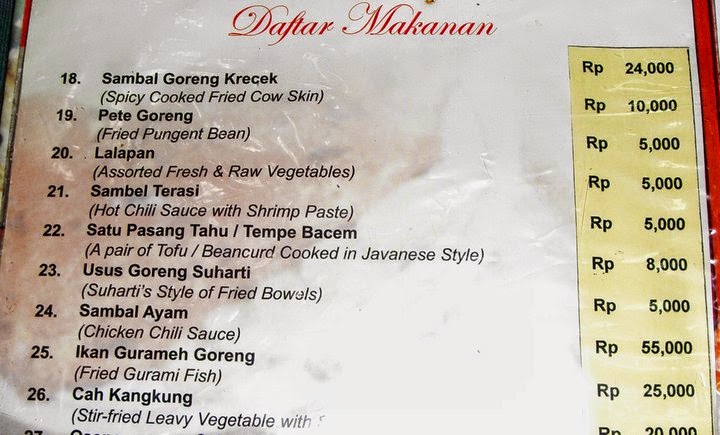 Daftar Makanan
18. Sambal Goreng Krecek Rp 24,000
(Spicy Cooked Fried Cow Skin)
19. Pete Goreng Rp 10,000
(Fried Pungent Bean)
20. Lalapan Rp 5,000
(Assorted Fresh & Raw Vegetables)
21. Sambel Terasi Rp 5,000
(Hot Chili Sauce with Shrimp Paste)
22. Satu Pasang Tahu / Tempe Bacem Rp 5,000
(A pair of Tofu / Beancurd Cooked in Javanese Style)
23. Usus Goreng Suharti Rp 8,000
(Suharti's Style of Fried Bowels)
24. Sambal Ayam Rp 5,000
(Chicken Chili Sauce)
25. Ikan Gurameh Goreng Rp 55,000
(Fried Gurami Fish)
26. Cah Kangkung Rp 25,000
(Stir-fried Leavy Vegetable with
27. Rp 20,000